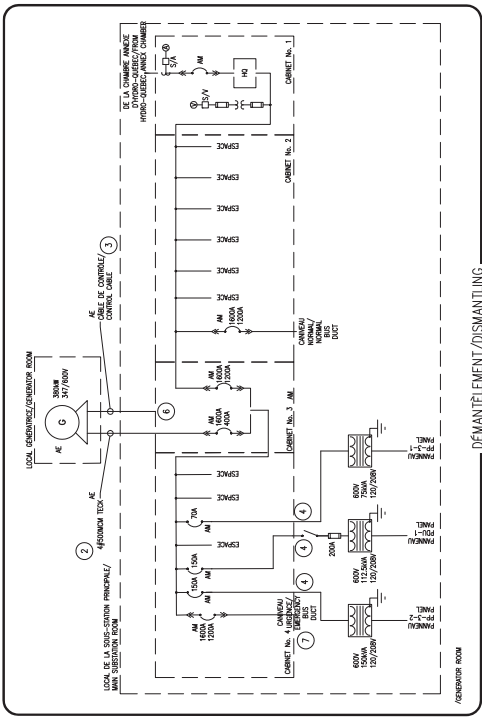 DE LA CHAMBRE ANNEXE
D'HYDRO-QUÉBEC/FROM
HYDRO-QUEBEC ANNEX CHAMBER
A
S/A
AM
HQ
V
S/V
CABINET No. 1
ESPACE
ESPACE
ESPACE
ESPACE
ESPACE
ESPACE
CABINET No. 2
AM
1600A
1200A
CANIVEAU
NORMAL/
NORMAL
BUS
DUCT
LOCAL GÉNÉRATRICE/GENERATOR ROOM
380kW
347/600V
G
AE
AE
CÂBLE DE CONTRÔLE/
CONTROL CABLE
3
AE
4#500MCM TECK
2
6
AM
1600A
1200A
AM
1600A
400A
CABINET No. 3
AM
LOCAL DE LA SOUS-STATION PRINCIPALE/
MAIN SUBSTATION ROOM
ESPACE
70A
AM
ESPACE
150A
AM
150A
AM
AM
1600A
1200A
CANIVEAU
URGENCE/
EMERGENCY
BUS
DUCT
CABINET No. 4
7
4
4
4
200A
600V
75kVA
120/208V
PANNEAU
PANEL
PP-3-1
600V
112.5kVA
120/208V
PANNEAU
PANEL
PDU-1
600V
150kVA
120/208V
PANNEAU
PP-3-2
PANEL
/GENERATOR ROOM
DÉMANTÈLEMENT/DISMANTLING